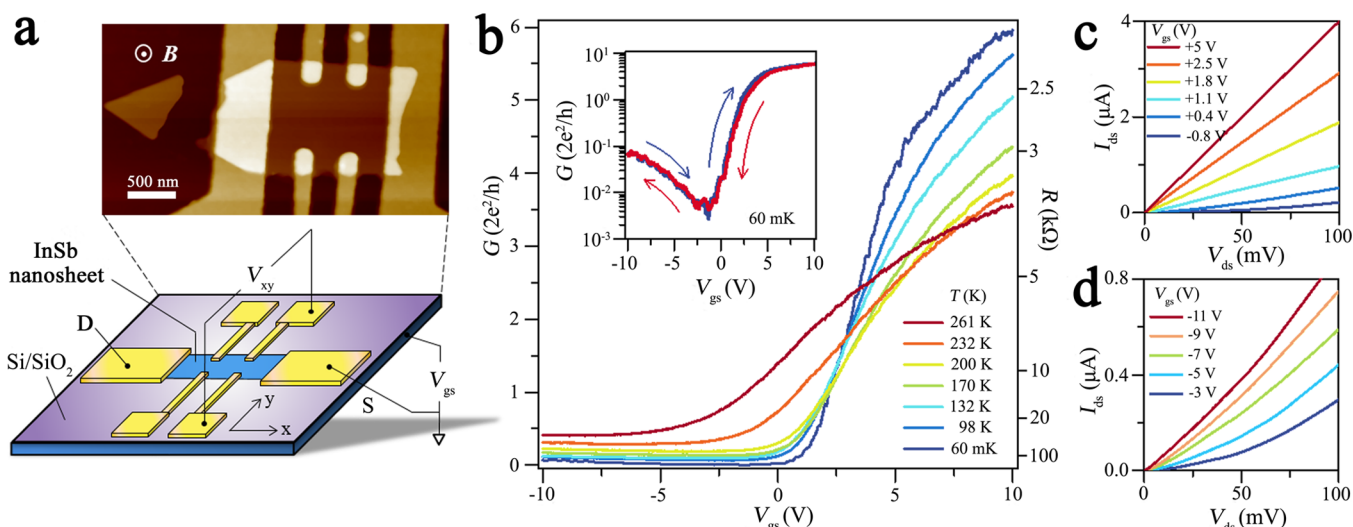 a
B
500 nm
InSb
nanosheet
V_xy
D
Si/SiO₂
V_gs
S
y
x
b
G (2e²/h)
6
5
4
3
2
1
0
-10
-5
0
5
10
V_gs (V)
R (kΩ)
2.5
3
5
10
20
100
G (2e²/h)
10¹
10⁰
10⁻¹
10⁻²
10⁻³
-10
-5
0
5
10
V_gs (V)
60 mK
T (K)
261 K
232 K
200 K
170 K
132 K
98 K
60 mK
c
I_ds (μA)
4
2
0
V_gs (V)
+5 V
+2.5 V
+1.8 V
+1.1 V
+0.4 V
-0.8 V
0
50
100
V_ds (mV)
d
I_ds (μA)
0.8
0.4
0.0
V_gs (V)
-11 V
-9 V
-7 V
-5 V
-3 V
0
50
100
V_ds (mV)